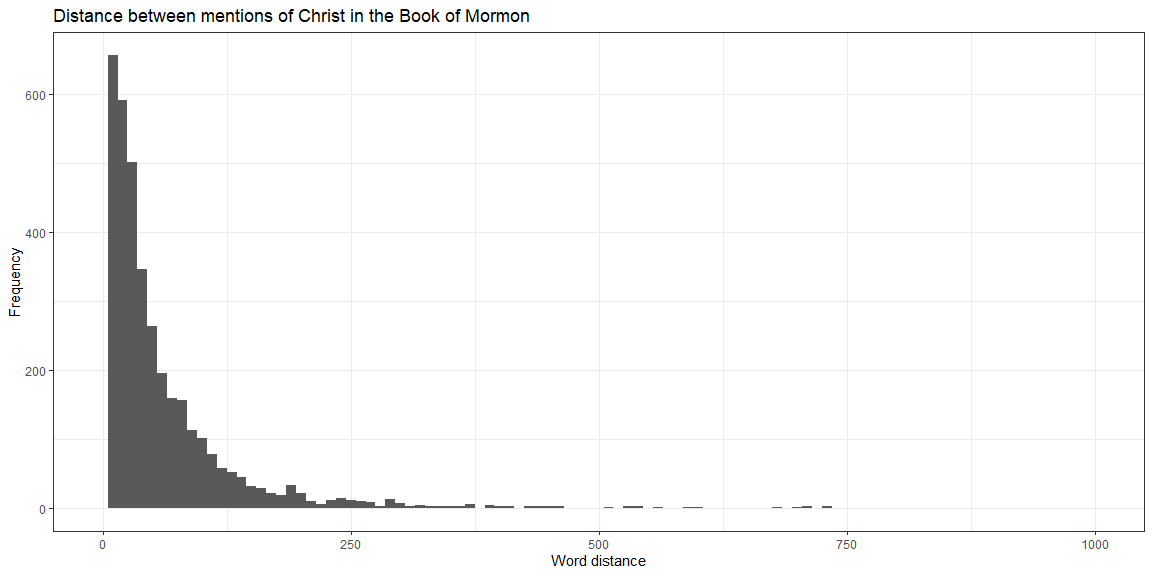 Distance between mentions of Christ in the Book of Mormon
600
400
200
0
Frequency
0 250 500 750 1000
Word distance